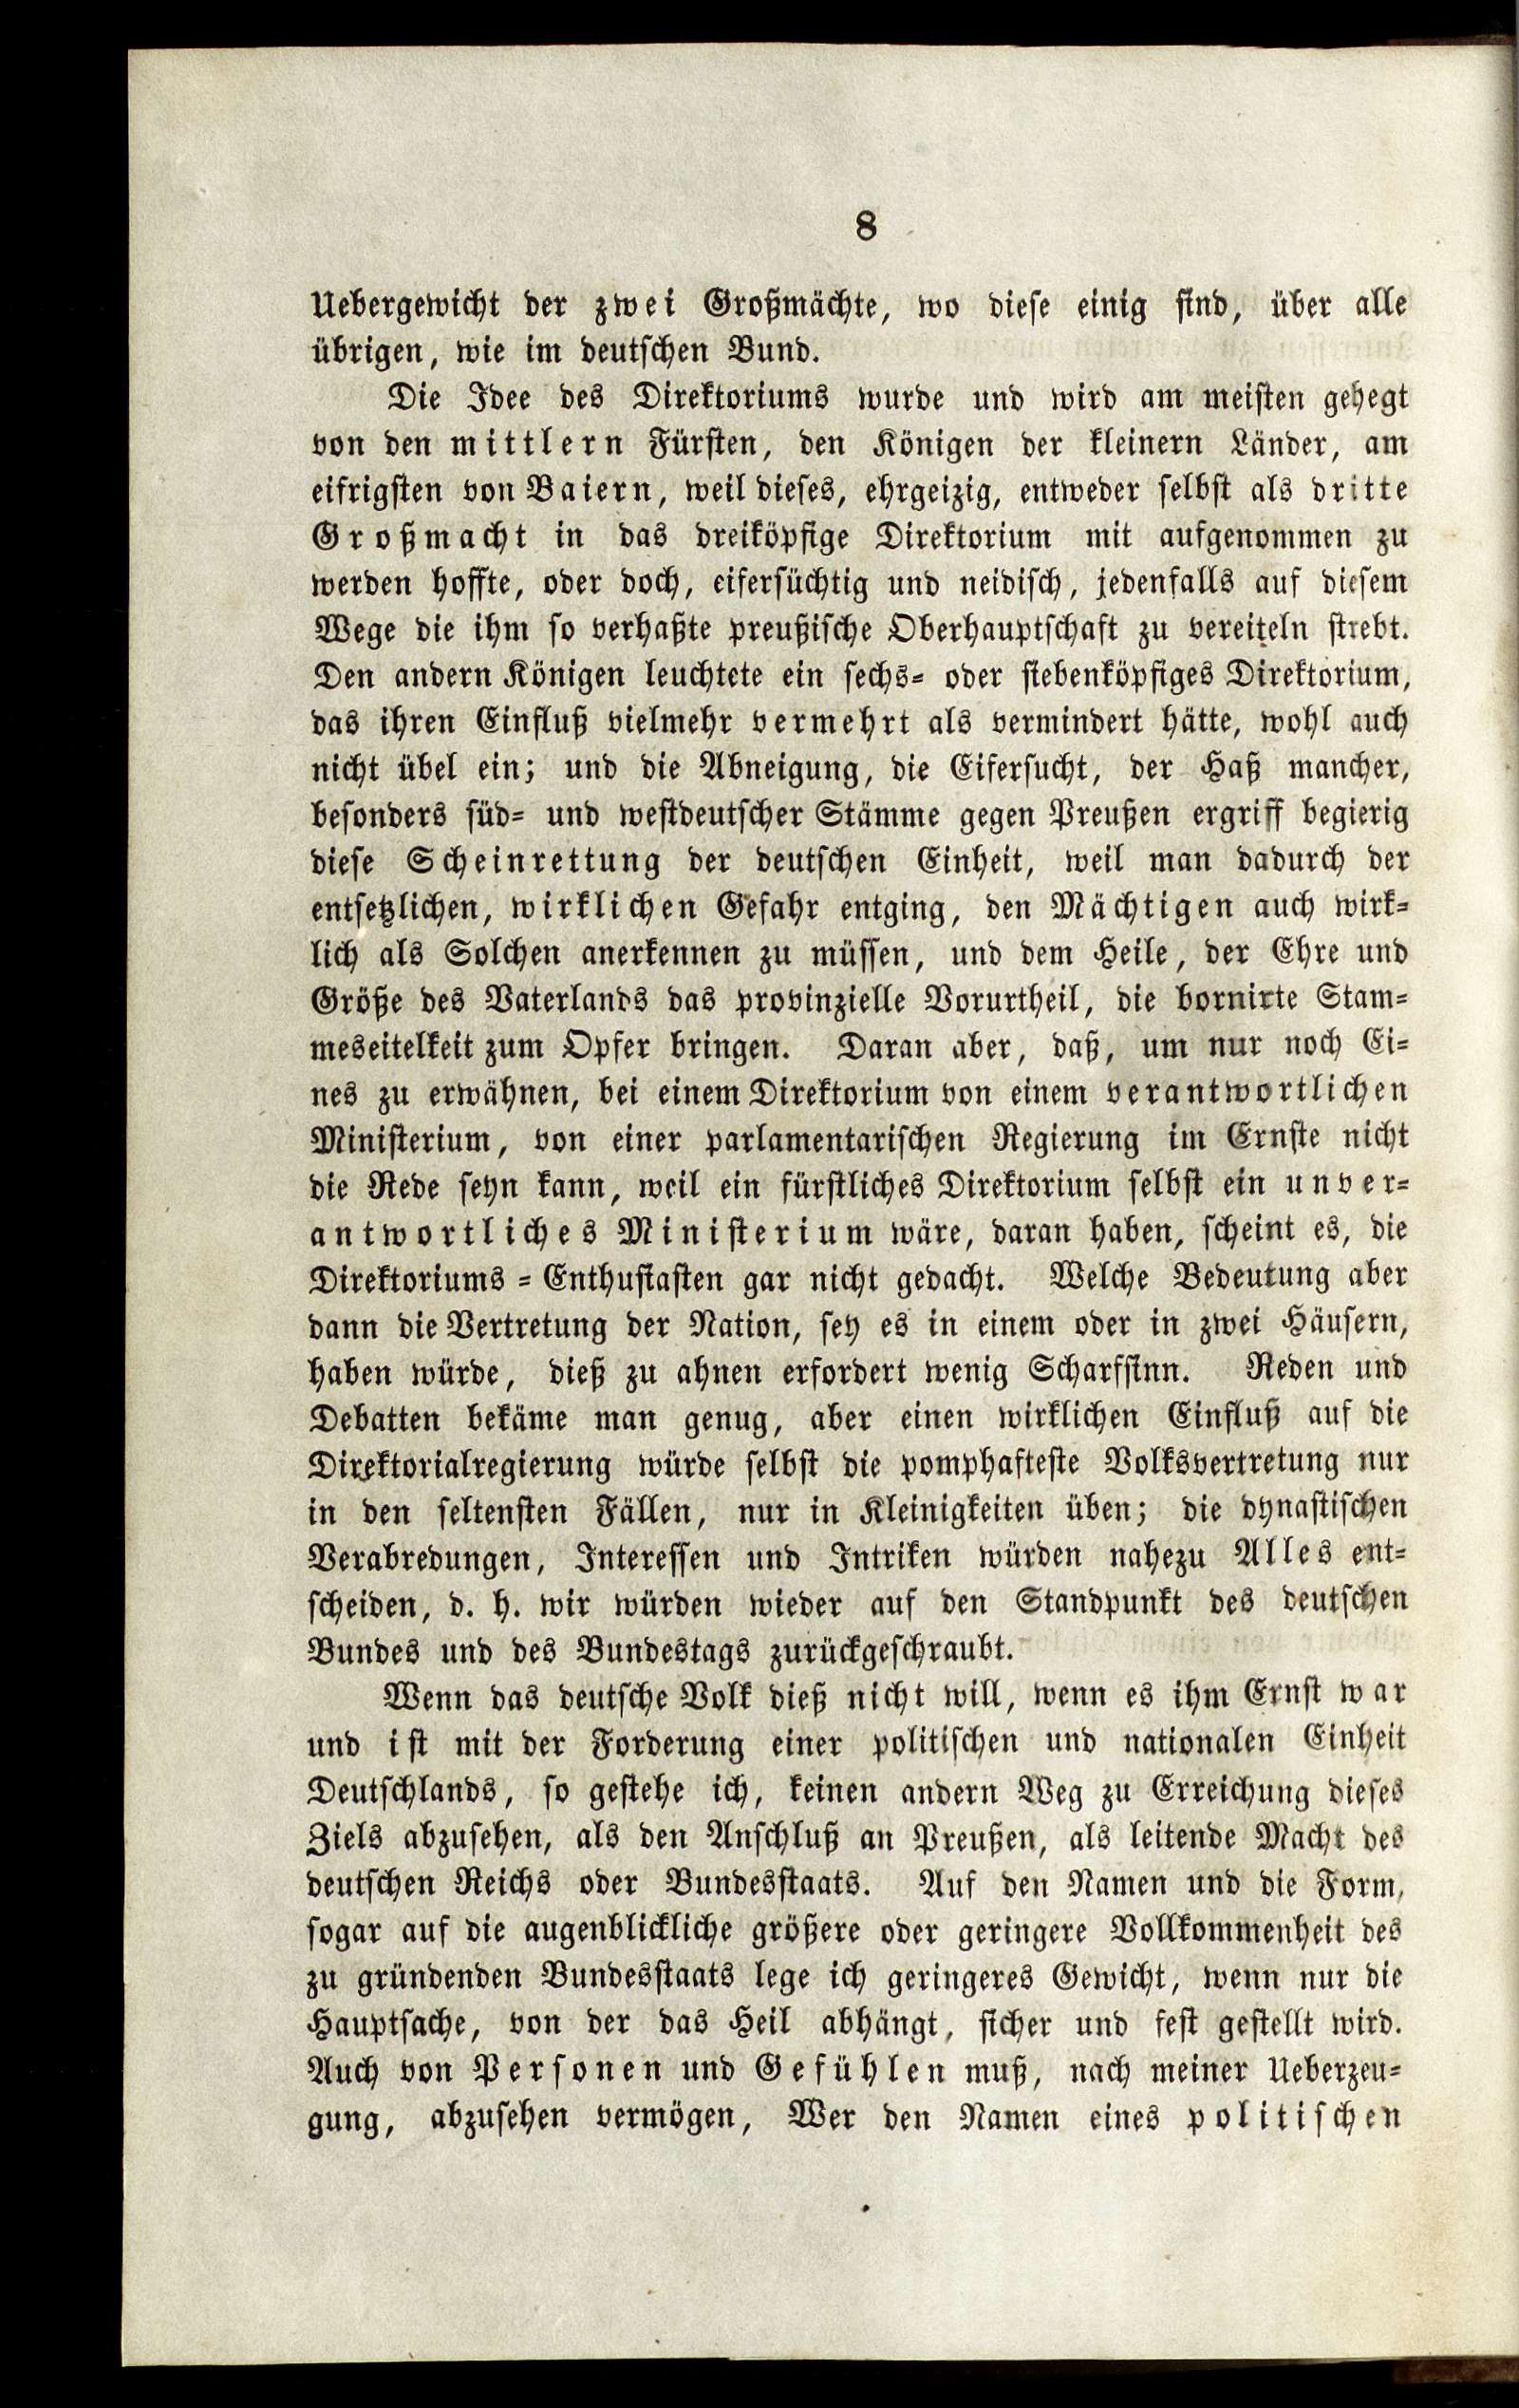 8
Uebergewicht der zwei Großmächte, wo diese einig sind, über alle
übrigen, wie im deutschen Bund.
Die Idee des Direktoriums wurde und wird am meisten gehegt
von den mittlern Fürsten, den Königen der kleinern Länder, am
eifrigsten von Baiern, weil dieses, ehrgeizig, entweder selbst als dritte
Großmacht in das dreiköpfige Direktorium mit aufgenommen zu
werden hoffte, oder doch, eifersüchtig und neidisch, jedenfalls auf diesem
Wege die ihm so verhaßte preußische Oberhauptschaft zu vereiteln strebt.
Den andern Königen leuchtete ein sechs- oder siebenköpfiges Direktorium,
das ihren Einfluß vielmehr vermehrt als vermindert hätte, wohl auch
nicht übel ein; und die Abneigung, die Eifersucht, der Haß mancher,
besonders süd- und westdeutscher Stämme gegen Preußen ergriff begierig
diese Scheinrettung der deutschen Einheit, weil man dadurch der
entsetzlichen, wirklichen Gefahr entging, den Mächtigen auch wirk-
lich als Solchen anerkennen zu müssen, und dem Heile, der Ehre und
Größe des Vaterlands das provinzielle Vorurtheil, die bornirte Stam-
meseitelkeit zum Opfer bringen. Daran aber, daß, um nur noch Ei-
nes zu erwähnen, bei einem Direktorium von einem verantwortlichen
Ministerium, von einer parlamentarischen Regierung im Ernste nicht
die Rede seyn kann, weil ein fürstliches Direktorium selbst ein unver-
antwortliches Ministerium wäre, daran haben, scheint es, die
Direktoriums-Enthusiasten gar nicht gedacht. Welche Bedeutung aber
dann die Vertretung der Nation, sey es in einem oder in zwei Häusern,
haben würde, dieß zu ahnen erfordert wenig Scharfsinn. Reden und
Debatten bekäme man genug, aber einen wirklichen Einfluß auf die
Direktorialregierung würde selbst die pomphafteste Volksvertretung nur
in den seltensten Fällen, nur in Kleinigkeiten üben; die dynastischen
Verabredungen, Interessen und Intriken würden nahezu Alles ent-
scheiden, d. h. wir würden wieder auf den Standpunkt des deutschen
Bundes und des Bundestags zurückgeschraubt.
Wenn das deutsche Volk dieß nicht will, wenn es ihm Ernst war
und ist mit der Forderung einer politischen und nationalen Einheit
Deutschlands, so gestehe ich, keinen andern Weg zu Erreichung dieses
Ziels abzusehen, als den Anschluß an Preußen, als leitende Macht des
deutschen Reichs oder Bundesstaats. Auf den Namen und die Form,
sogar auf die augenblickliche größere oder geringere Vollkommenheit des
zu gründenden Bundesstaats lege ich geringeres Gewicht, wenn nur die
Hauptsache, von der das Heil abhängt, sicher und fest gestellt wird.
Auch von Personen und Gefühlen muß, nach meiner Ueberzeu-
gung, abzusehen vermögen, Wer den Namen eines politischen